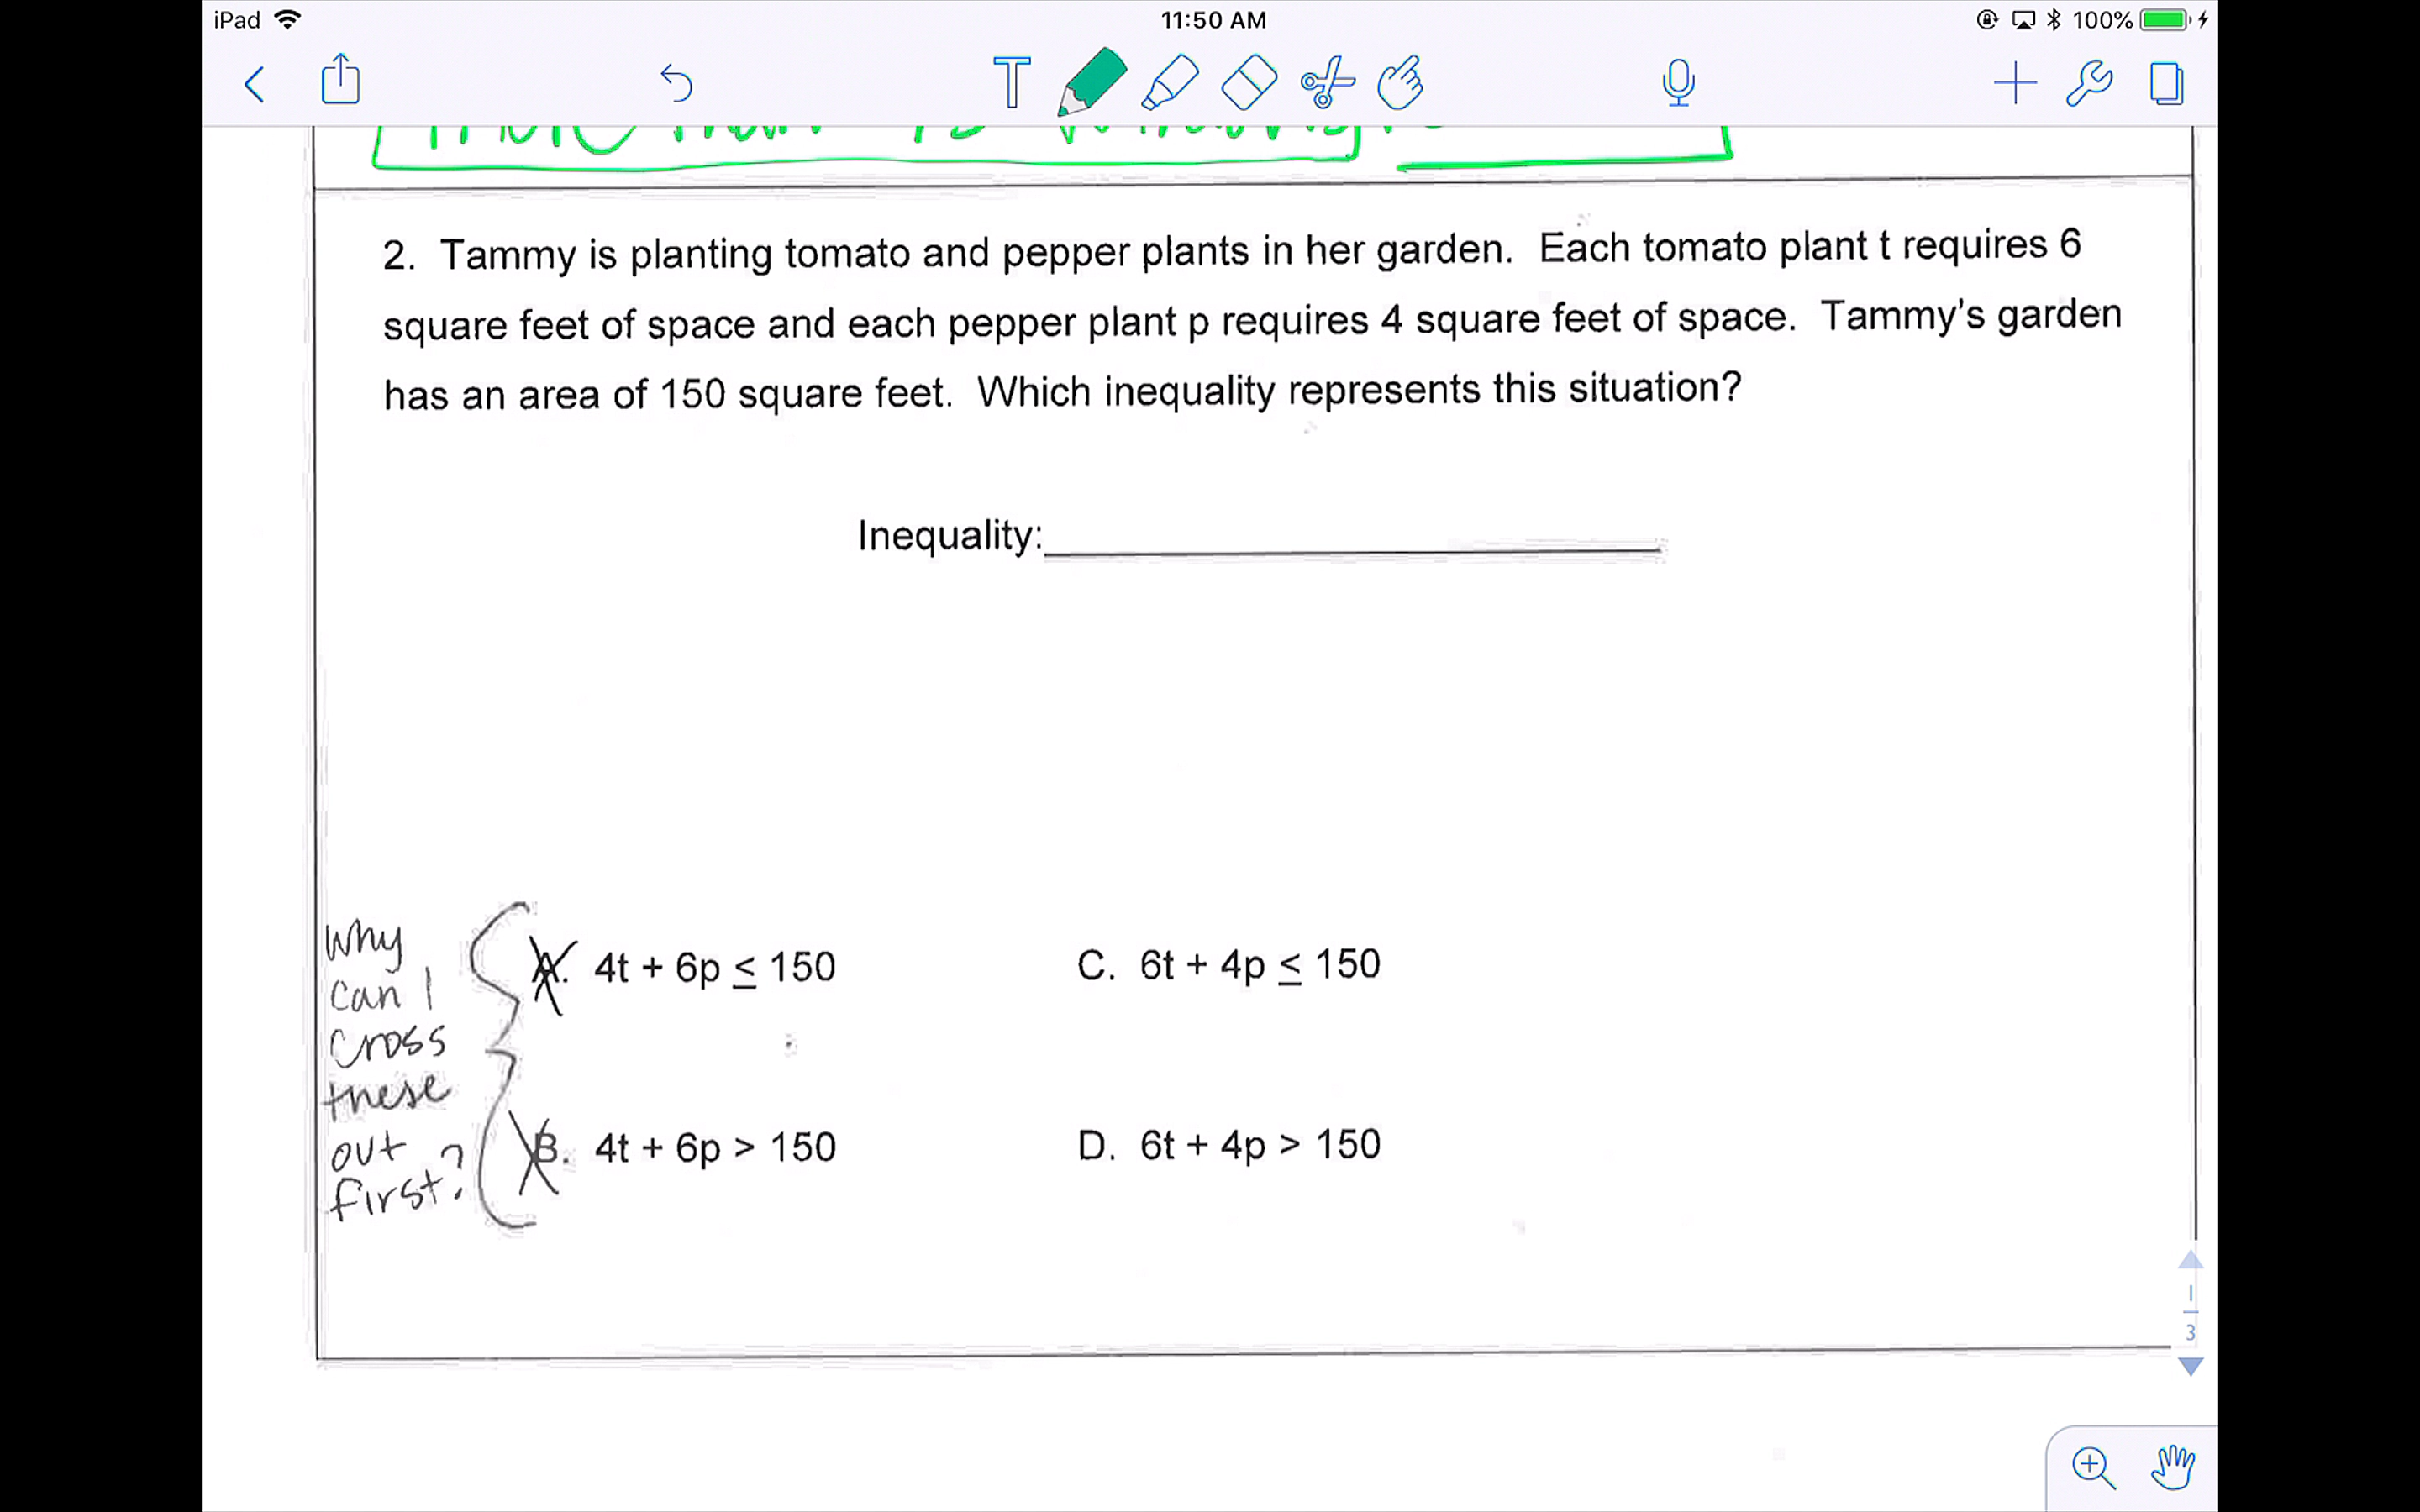 iPad 11:50 AM 100%
T
2. Tammy is planting tomato and pepper plants in her garden. Each tomato plant t requires 6
square feet of space and each pepper plant p requires 4 square feet of space. Tammy's garden
has an area of 150 square feet. Which inequality represents this situation?
Inequality:
Why
can I
cross
these
out
first?
A. 4t + 6p ≤ 150
C. 6t + 4p ≤ 150
B. 4t + 6p > 150
D. 6t + 4p > 150
1
3